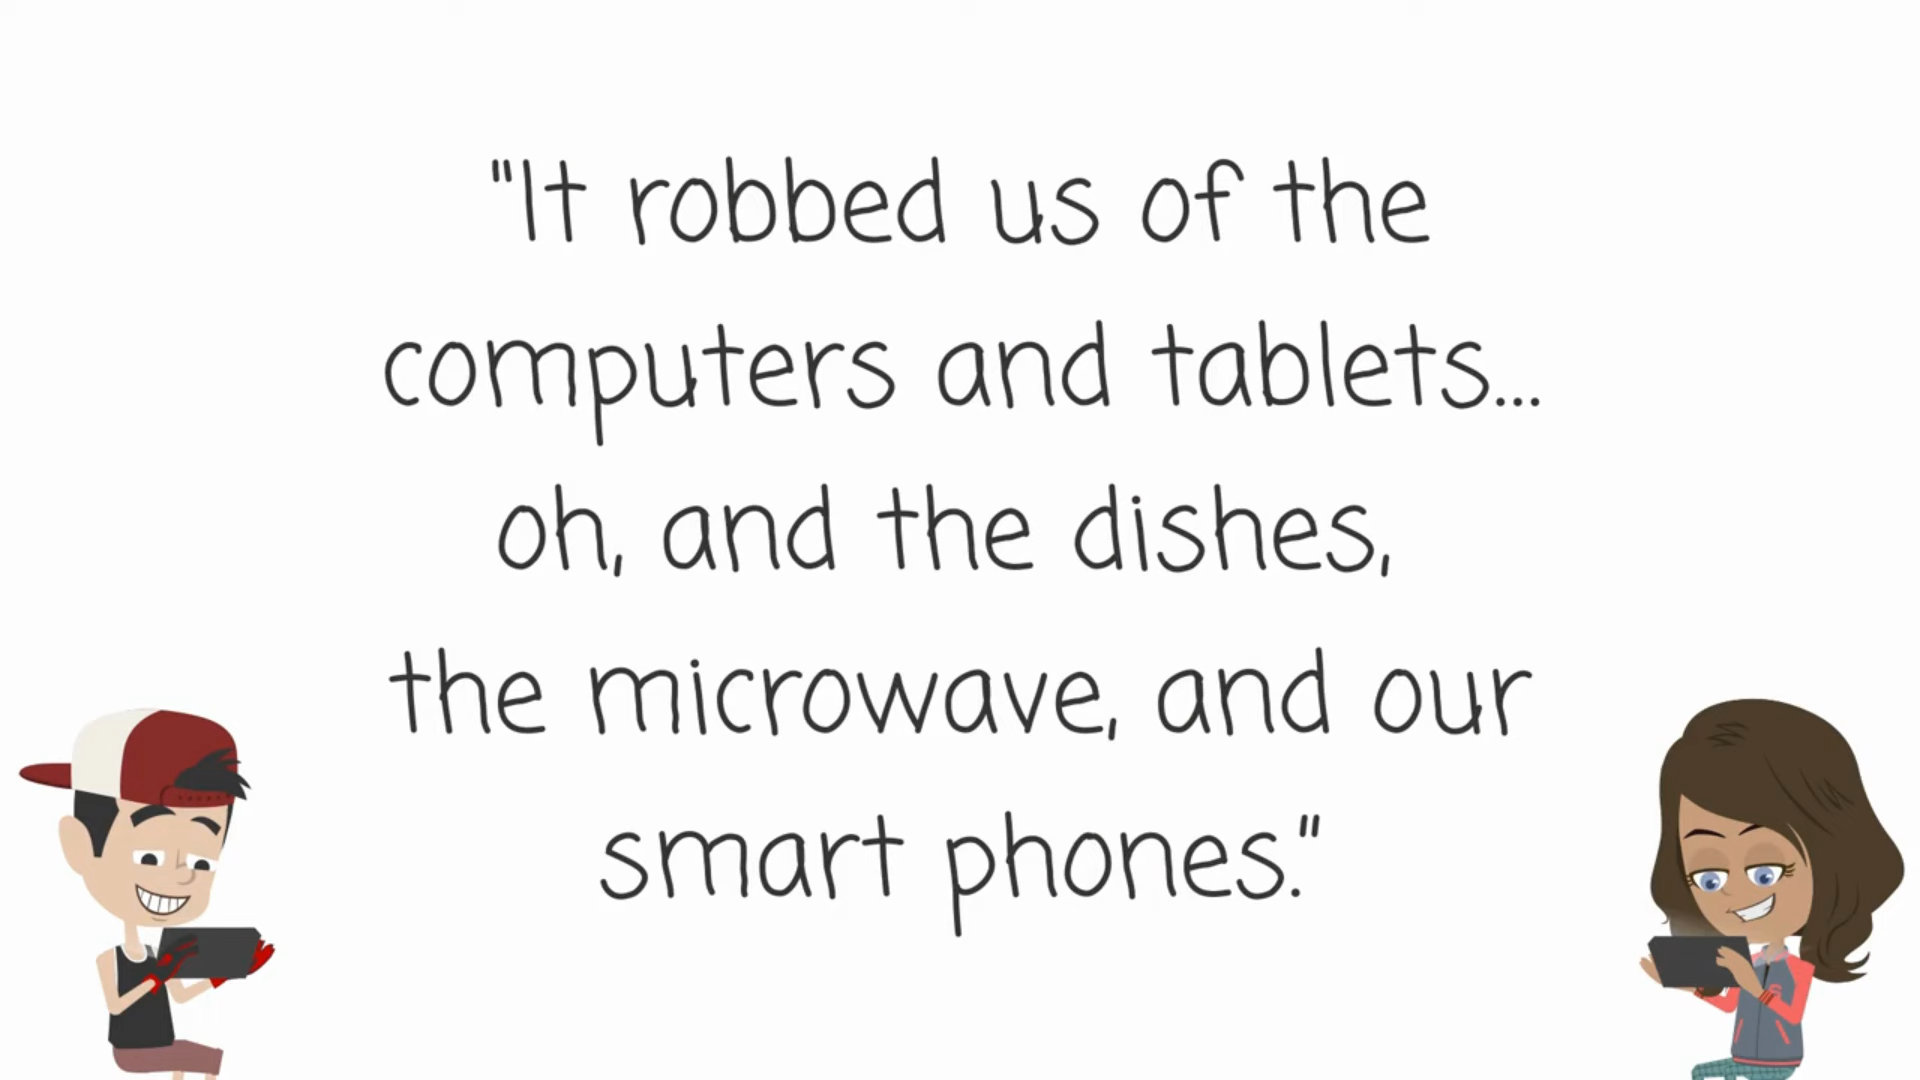 "It robbed us of the
computers and tablets...
oh, and the dishes,
the microwave, and our
smart phones."